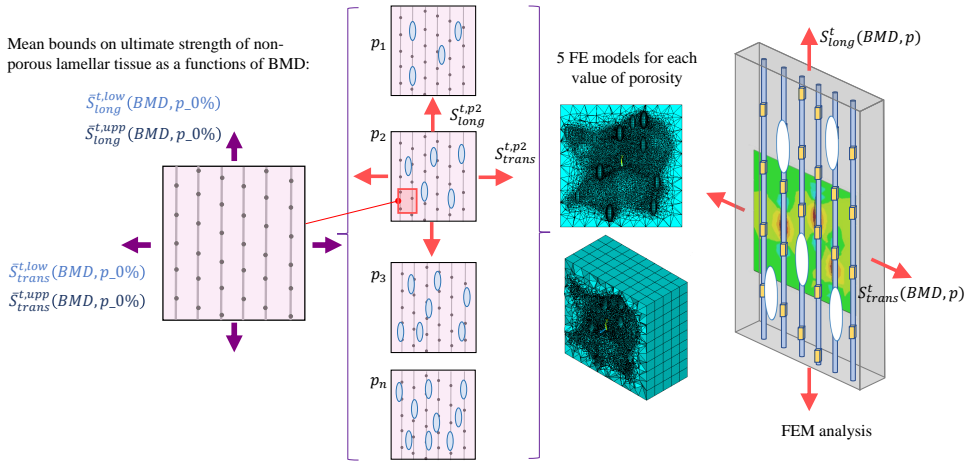 Mean bounds on ultimate strength of non-
porous lamellar tissue as a functions of BMD:
S̄^{t,low}_{long}(BMD, p_0%)
S̄^{t,upp}_{long}(BMD, p_0%)
S̄^{t,low}_{trans}(BMD, p_0%)
S̄^{t,upp}_{trans}(BMD, p_0%)
p_1
S^{t,p2}_{long}
p_2
S^{t,p2}_{trans}
p_3
p_n
5 FE models for each
value of porosity
S^{t}_{long}(BMD, p)
S^{t}_{trans}(BMD, p)
FEM analysis